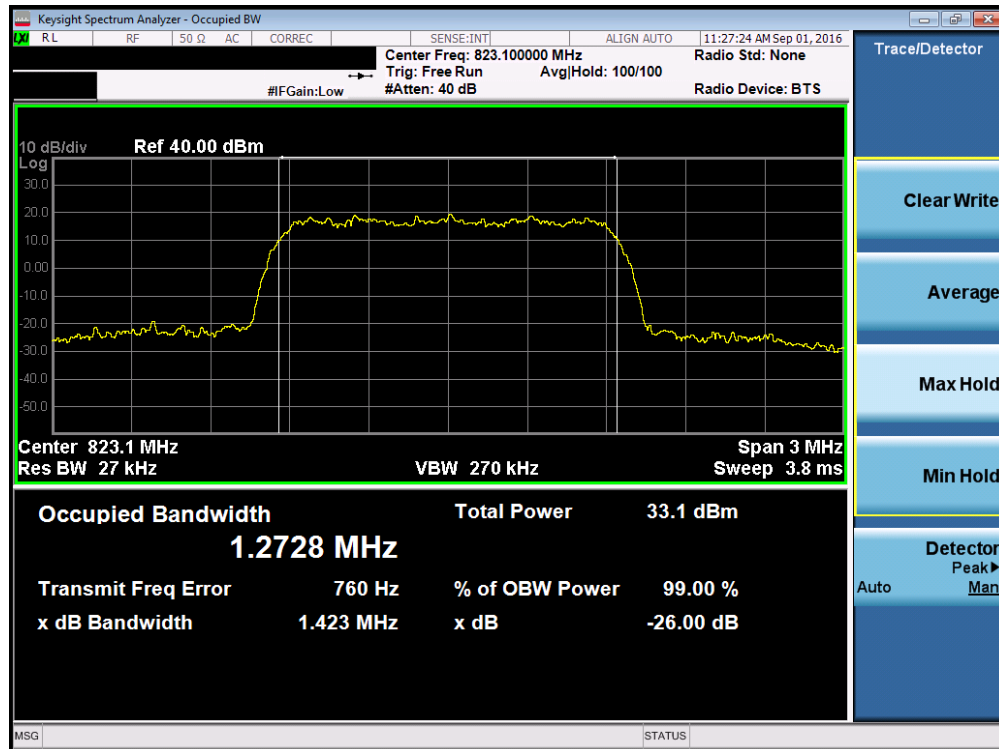 Keysight Spectrum Analyzer - Occupied BW
LXI RL RF 50 Ω AC CORREC SENSE:INT ALIGN AUTO 11:27:24 AM Sep 01, 2016
Center Freq: 823.100000 MHz Radio Std: None
Trig: Free Run Avg|Hold: 100/100
#IFGain:Low #Atten: 40 dB Radio Device: BTS
10 dB/div Ref 40.00 dBm
Log
30.0
20.0
10.0
0.00
-10.0
-20.0
-30.0
-40.0
-50.0
Center 823.1 MHz Span 3 MHz
Res BW 27 kHz VBW 270 kHz Sweep 3.8 ms
Occupied Bandwidth Total Power 33.1 dBm
1.2728 MHz
Transmit Freq Error 760 Hz % of OBW Power 99.00 %
x dB Bandwidth 1.423 MHz x dB -26.00 dB
MSG STATUS
Trace/Detector
Clear Write
Average
Max Hold
Min Hold
Detector
Peak▶
Auto Man